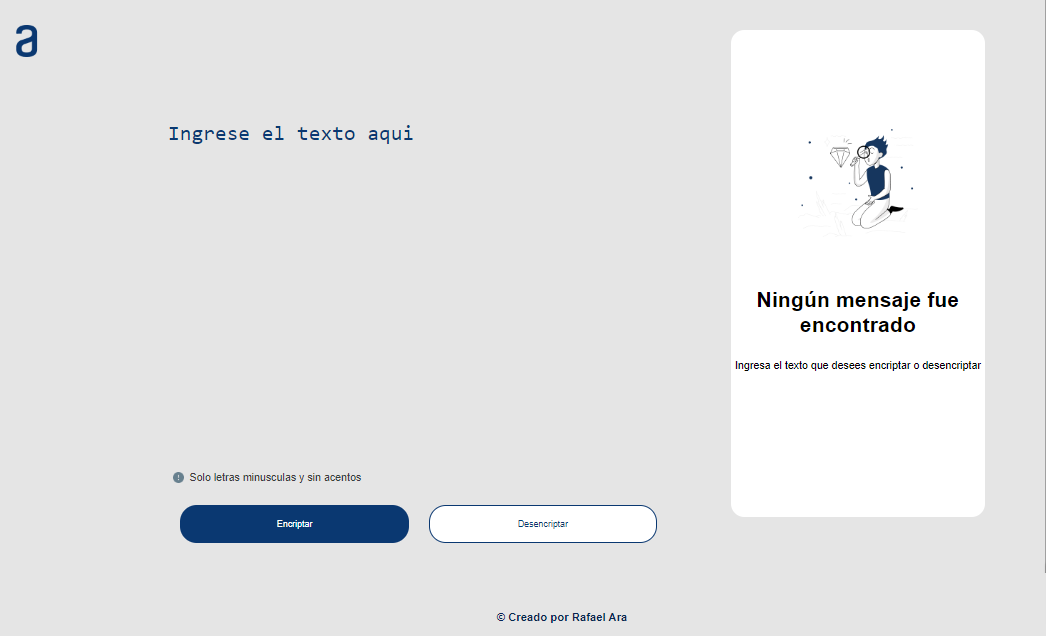 a
Ingrese el texto aqui
Ningún mensaje fue
encontrado
Ingresa el texto que desees encriptar o desencriptar
Solo letras minusculas y sin acentos
Encriptar
Desencriptar
© Creado por Rafael Ara